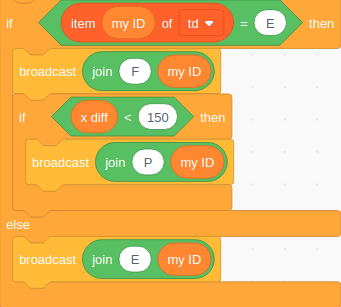 if item my ID of td = E then
broadcast join F my ID
if x diff < 150 then
broadcast join P my ID
else
broadcast join E my ID